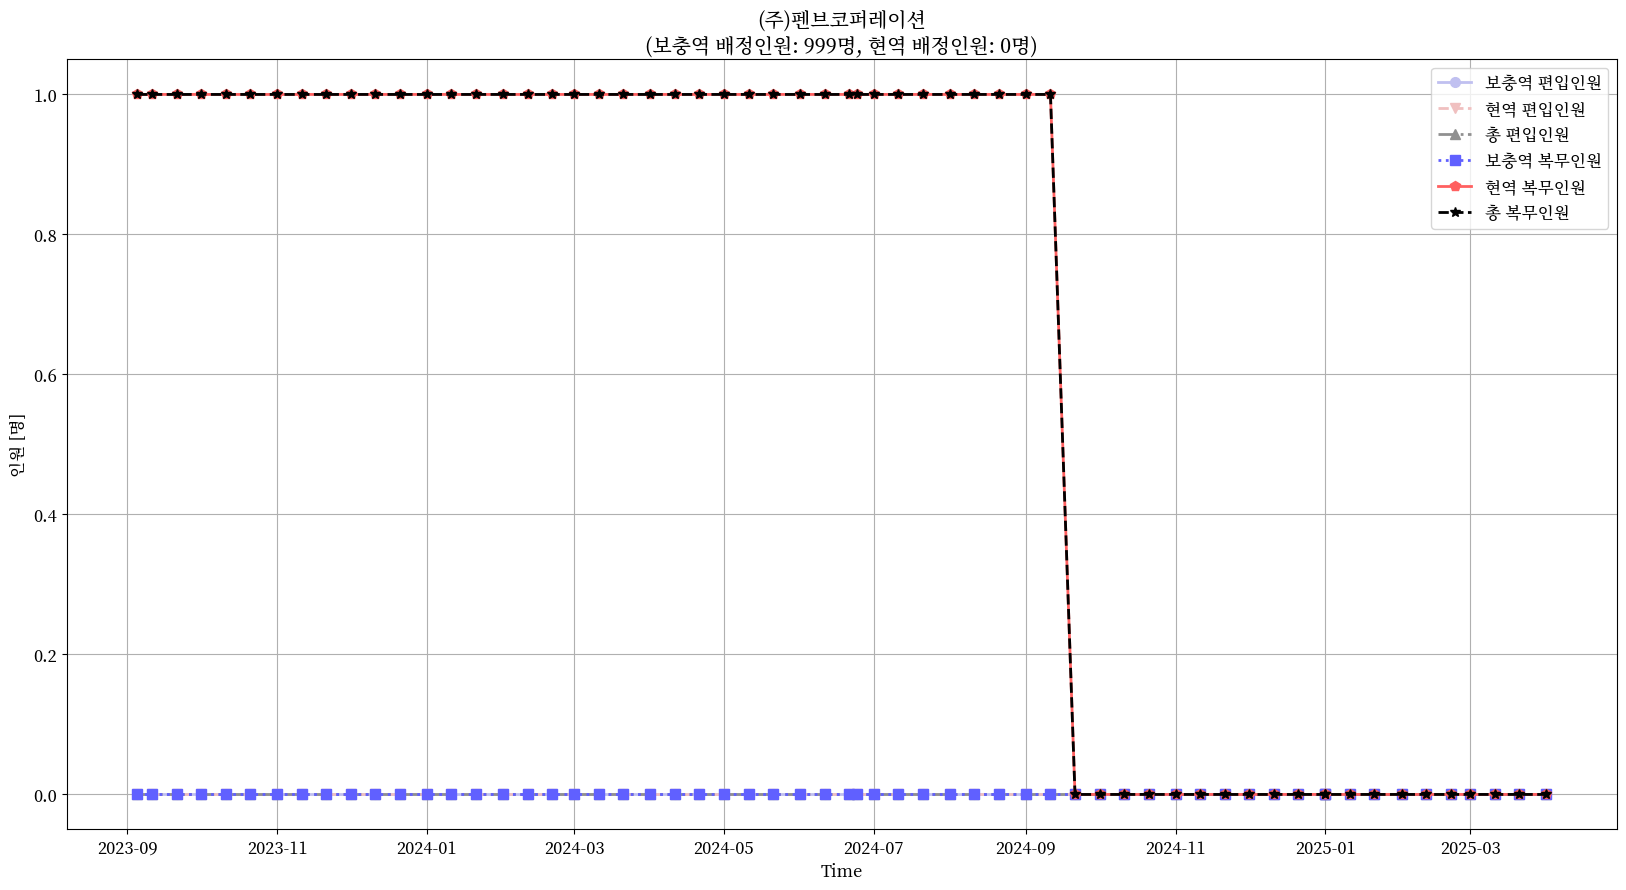 (주)펜브코퍼레이션
(보충역 배정인원: 999명, 현역 배정인원: 0명)
보충역 편입인원
현역 편입인원
총 편입인원
보충역 복무인원
현역 복무인원
총 복무인원
1.0
0.8
0.6
0.4
0.2
0.0
인원 [명]
2023-09 2023-11 2024-01 2024-03 2024-05 2024-07 2024-09 2024-11 2025-01 2025-03
Time